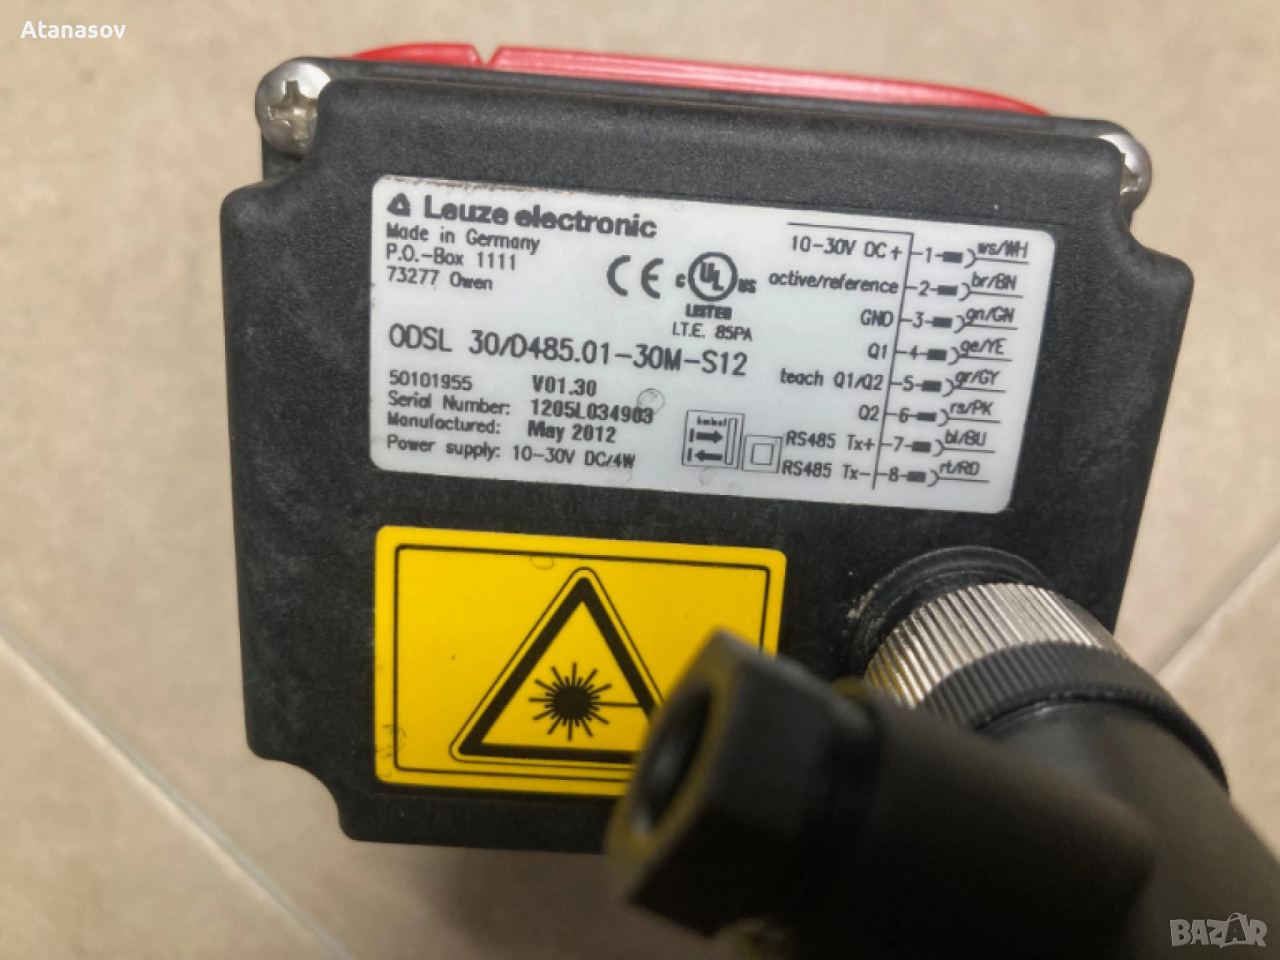 Atanasov
Leuze electronic
Made in Germany
P.O.-Box 1111
73277 Owen
CE
C UL US
LISTED
I.T.E. 85PA
ODSL 30/D485.01-30M-S12
50101955 V01.30
Serial Number: 1205L034903
Manufactured: May 2012
Power supply: 10-30V DC/4W
10-30V DC + 1 ws/WH
active/reference 2 br/BN
GND 3 gn/GN
Q1 4 ge/YE
teach Q1/Q2 5 gr/GY
Q2 6 rs/PK
RS485 Tx+ 7 bl/BU
RS485 Tx- 8 rt/RD
BAZAR